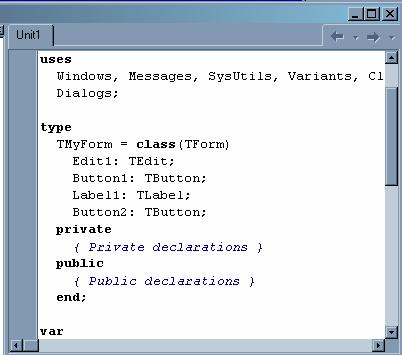 Unit1
uses
Windows, Messages, SysUtils, Variants, Cl
Dialogs;
type
TMyForm = class(TForm)
Edit1: TEdit;
Button1: TButton;
Label1: TLabel;
Button2: TButton;
private
{ Private declarations }
public
{ Public declarations }
end;
var